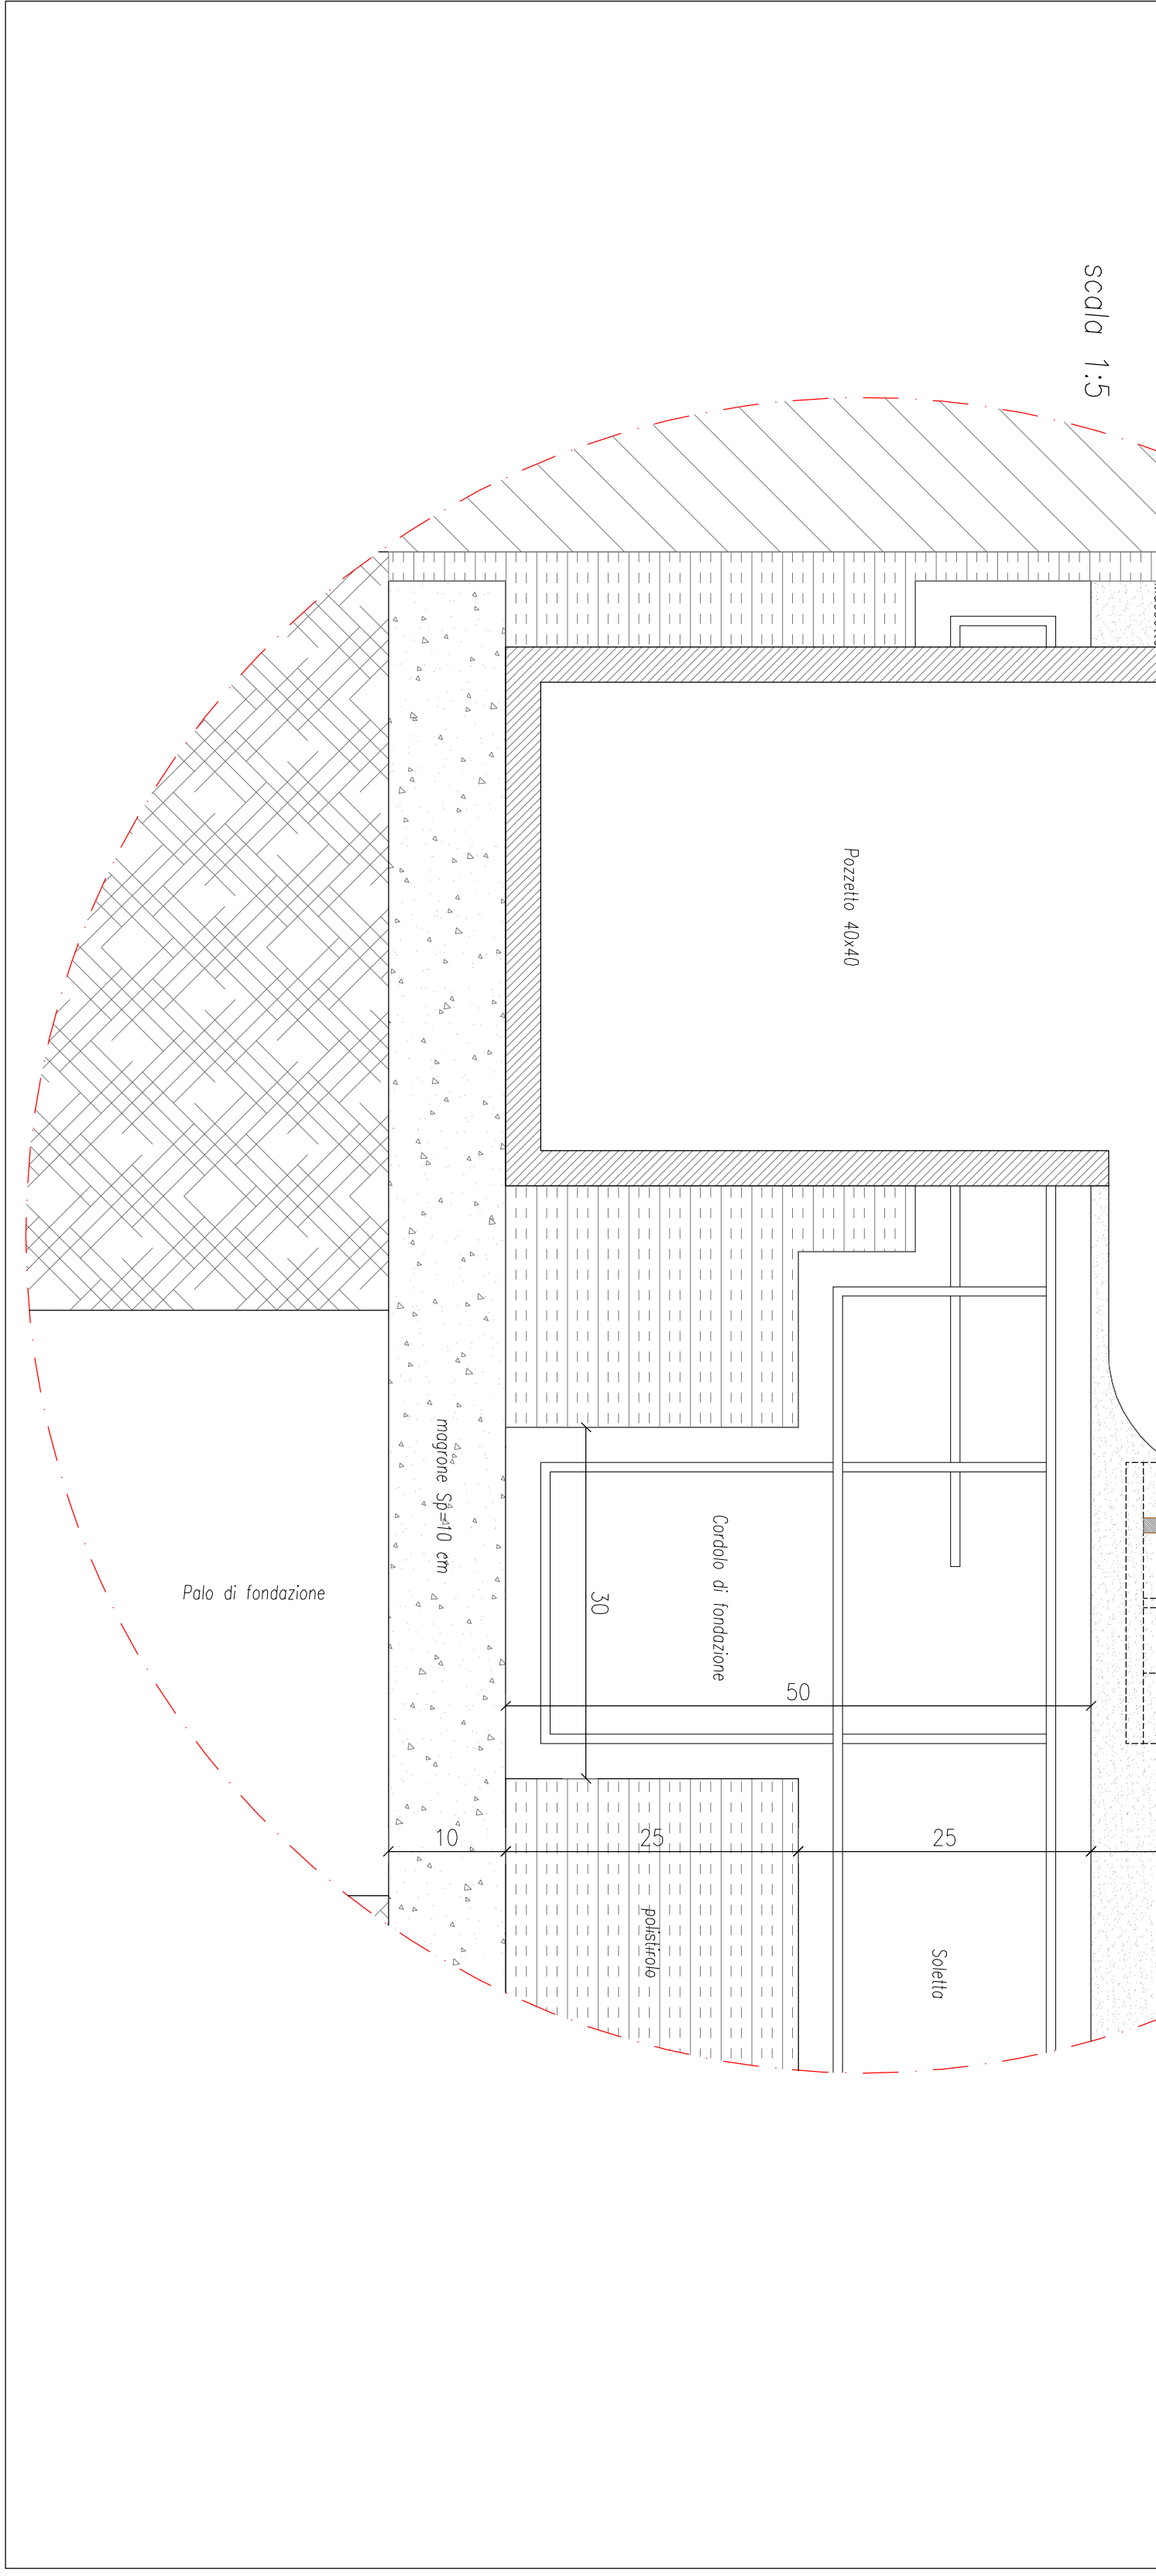 scala 1:5
Pozzetto 40x40
magrone Sp=10 cm
Cordolo di fondazione
Palo di fondazione
30
50
10
25
25
polistirolo
Soletta